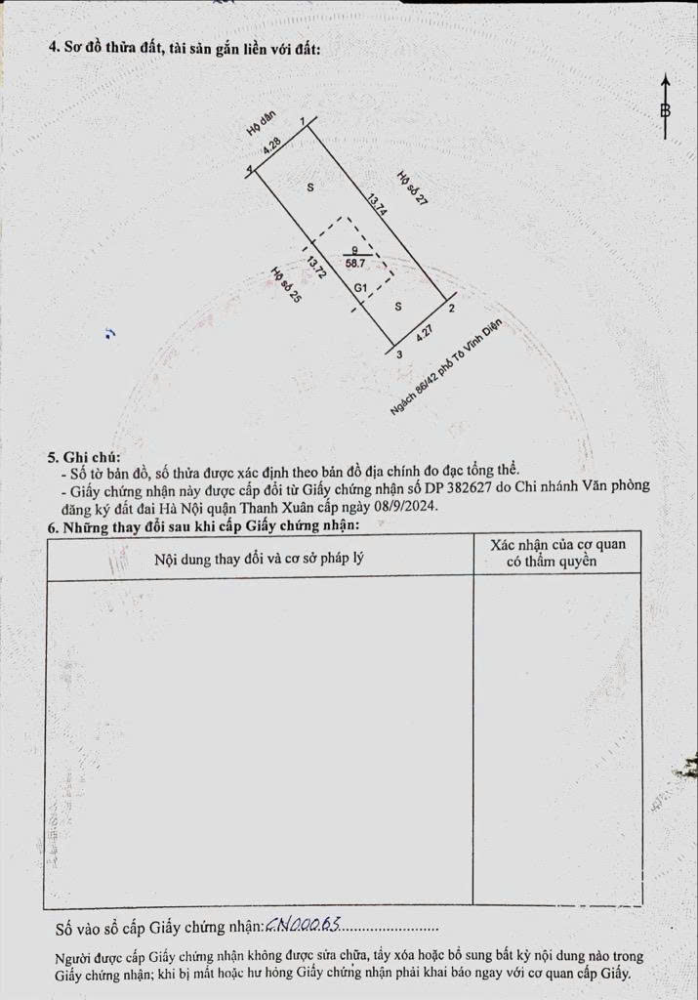 4. Sơ đồ thửa đất, tài sản gắn liền với đất:
B
Hộ dân
1
4.28
4
S
Hộ số 27
13.74
9
58.7
13.72
Hộ số 25
G1
S
2
4.27
3
Ngách 86/42 phố Tô Vĩnh Diện
5. Ghi chú:
- Số tờ bản đồ, số thửa được xác định theo bản đồ địa chính đo đạc tổng thể.
- Giấy chứng nhận này được cấp đổi từ Giấy chứng nhận số DP 382627 do Chi nhánh Văn phòng
đăng ký đất đai Hà Nội quận Thanh Xuân cấp ngày 08/9/2024.
6. Những thay đổi sau khi cấp Giấy chứng nhận:
Nội dung thay đổi và cơ sở pháp lý
Xác nhận của cơ quan
có thẩm quyền
Số vào sổ cấp Giấy chứng nhận: CN00065
Người được cấp Giấy chứng nhận không được sửa chữa, tẩy xóa hoặc bổ sung bất kỳ nội dung nào trong
Giấy chứng nhận; khi bị mất hoặc hư hỏng Giấy chứng nhận phải khai báo ngay với cơ quan cấp Giấy.